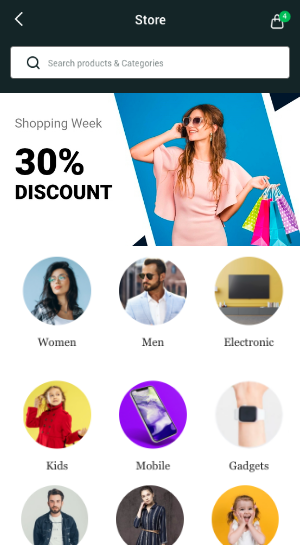 Store
4
Search products & Categories
Shopping Week
30%
DISCOUNT
Women
Men
Electronic
Kids
Mobile
Gadgets